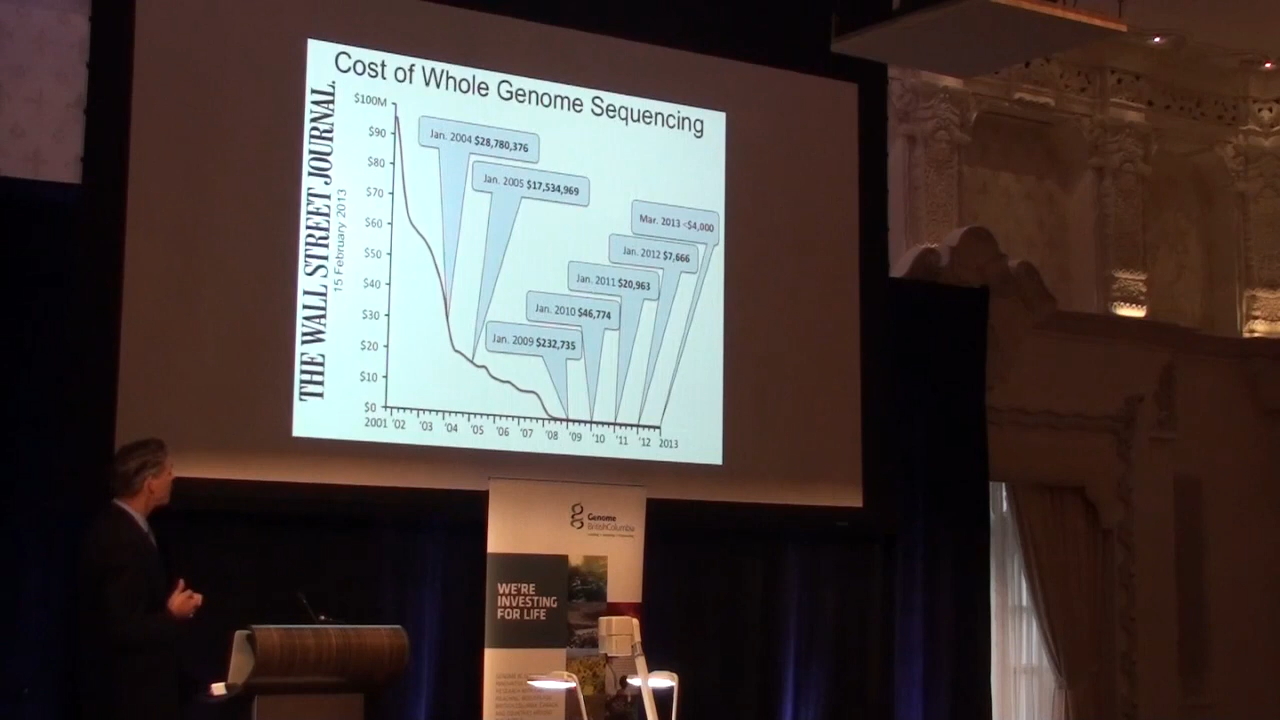 Cost of Whole Genome Sequencing
THE WALL STREET JOURNAL.
15 February 2013
$100M
$90
$80
$70
$60
$50
$40
$30
$20
$10
$0
Jan. 2004 $28,780,376
Jan. 2005 $17,534,969
Mar. 2013 <$4,000
Jan. 2012 $7,666
Jan. 2011 $20,963
Jan. 2010 $46,774
Jan. 2009 $232,735
2001 '02 '03 '04 '05 '06 '07 '08 '09 '10 '11 '12 2013
Genome
BritishColumbia
WE'RE
INVESTING
FOR LIFE